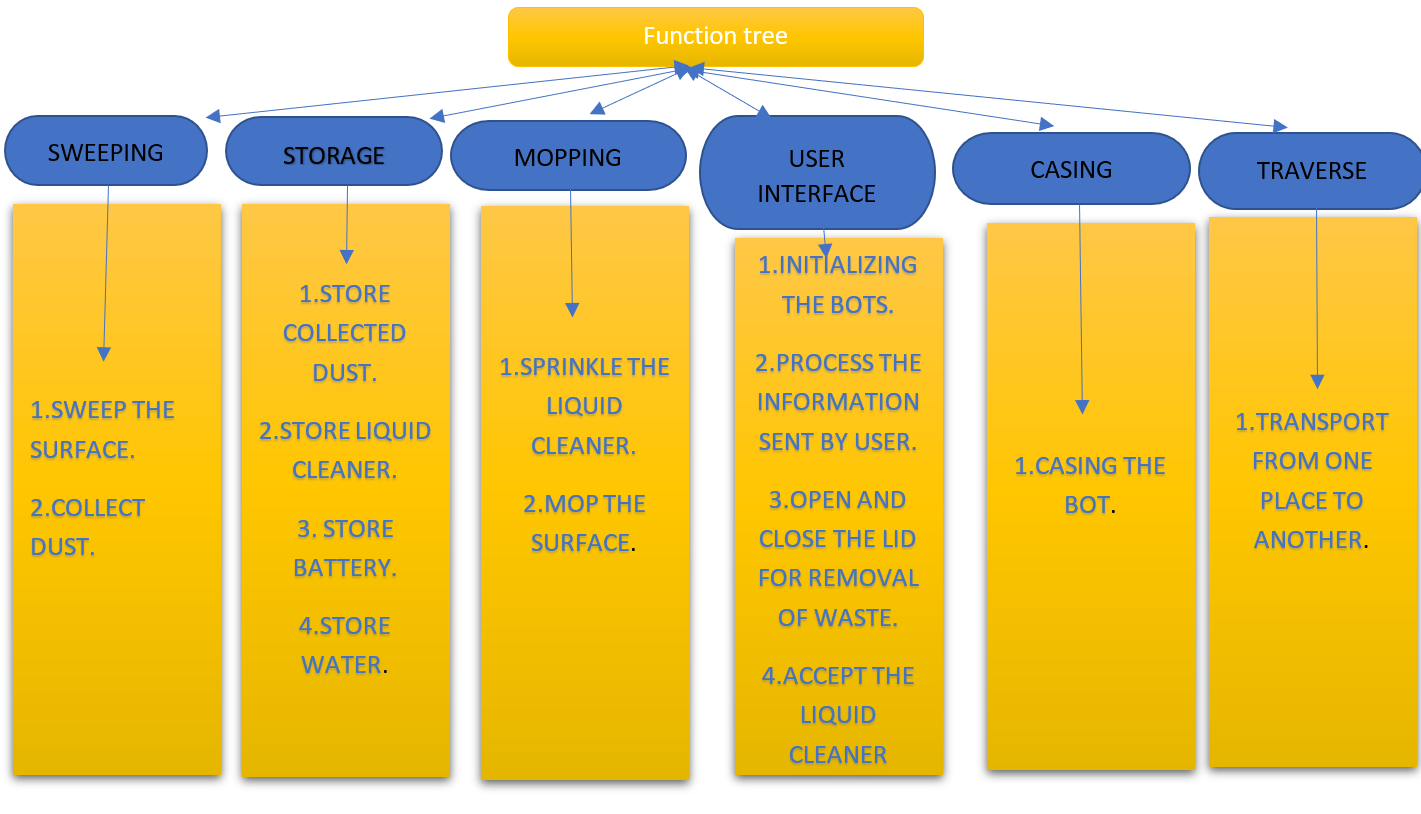 Function tree
SWEEPING
STORAGE
MOPPING
USER
INTERFACE
CASING
TRAVERSE
1.SWEEP THE
SURFACE.
2.COLLECT
DUST.
1.STORE
COLLECTED
DUST.
2.STORE LIQUID
CLEANER.
3. STORE
BATTERY.
4.STORE
WATER.
1.SPRINKLE THE
LIQUID
CLEANER.
2.MOP THE
SURFACE.
1.INITIALIZING
THE BOTS.
2.PROCESS THE
INFORMATION
SENT BY USER.
3.OPEN AND
CLOSE THE LID
FOR REMOVAL
OF WASTE.
4.ACCEPT THE
LIQUID
CLEANER
1.CASING THE
BOT.
1.TRANSPORT
FROM ONE
PLACE TO
ANOTHER.